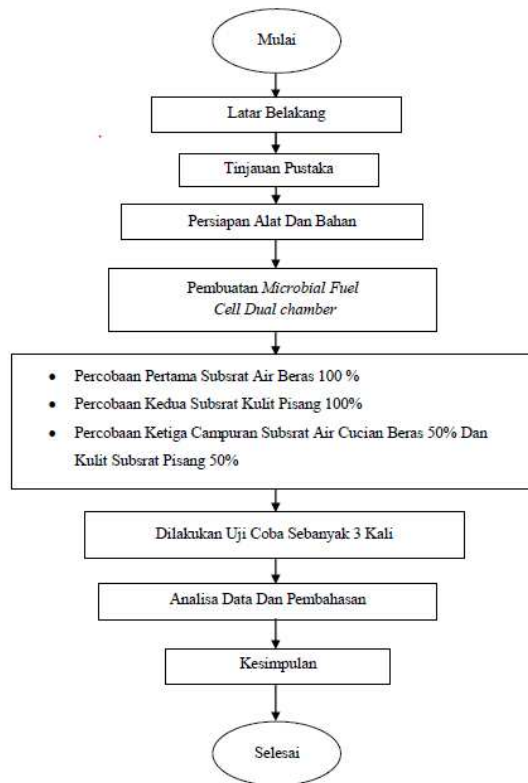 Mulai
Latar Belakang
Tinjauan Pustaka
Persiapan Alat Dan Bahan
Pembuatan Microbial Fuel
Cell Dual chamber
• Percobaan Pertama Subsrat Air Beras 100 %
• Percobaan Kedua Subsrat Kulit Pisang 100%
• Percobaan Ketiga Campuran Subsrat Air Cucian Beras 50% Dan
Kulit Subsrat Pisang 50%
Dilakukan Uji Coba Sebanyak 3 Kali
Analisa Data Dan Pembahasan
Kesimpulan
Selesai